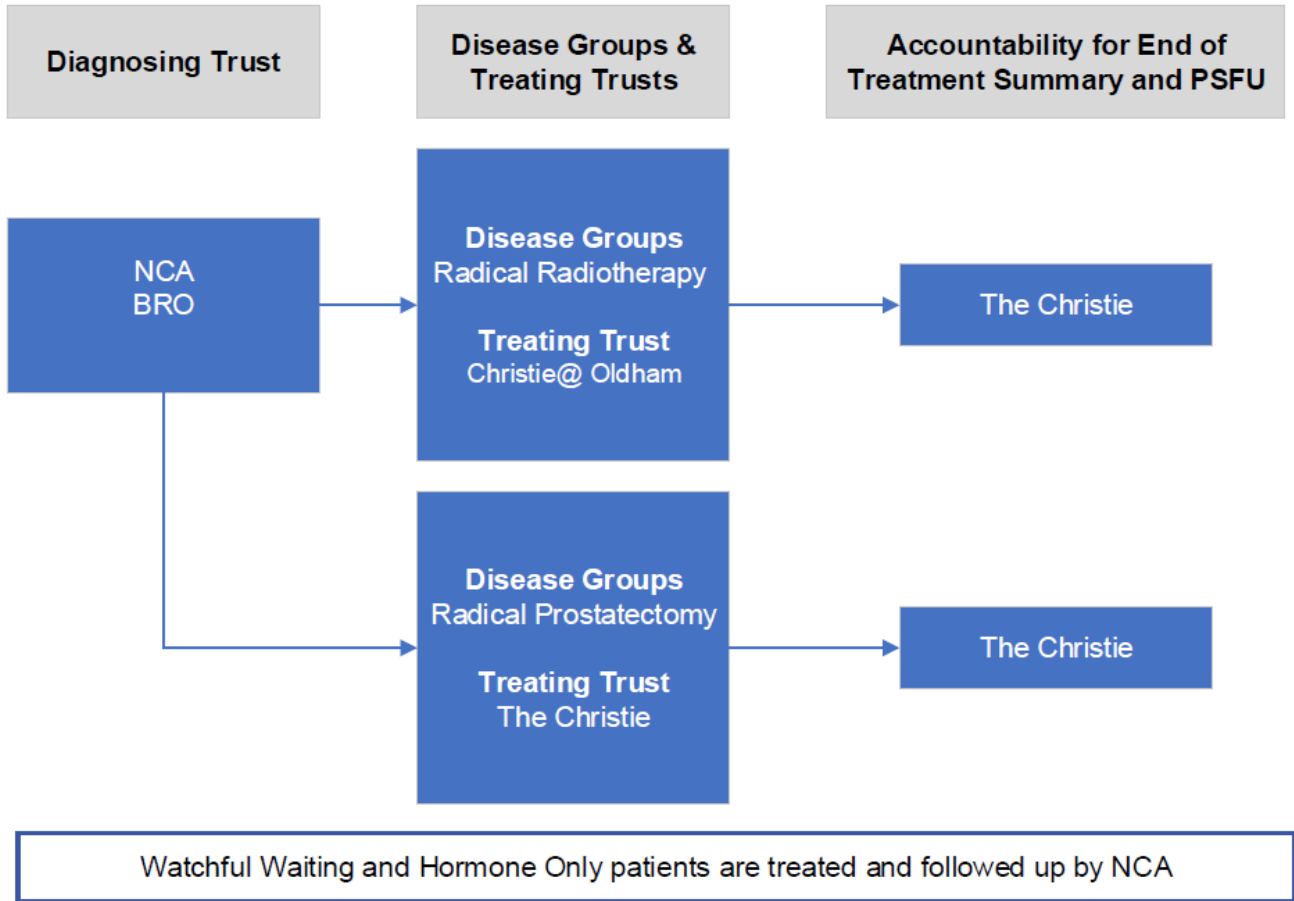 Diagnosing Trust
Disease Groups &
Treating Trusts
Accountability for End of
Treatment Summary and PSFU
NCA
BRO
Disease Groups
Radical Radiotherapy
Treating Trust
Christie@ Oldham
The Christie
Disease Groups
Radical Prostatectomy
Treating Trust
The Christie
The Christie
Watchful Waiting and Hormone Only patients are treated and followed up by NCA